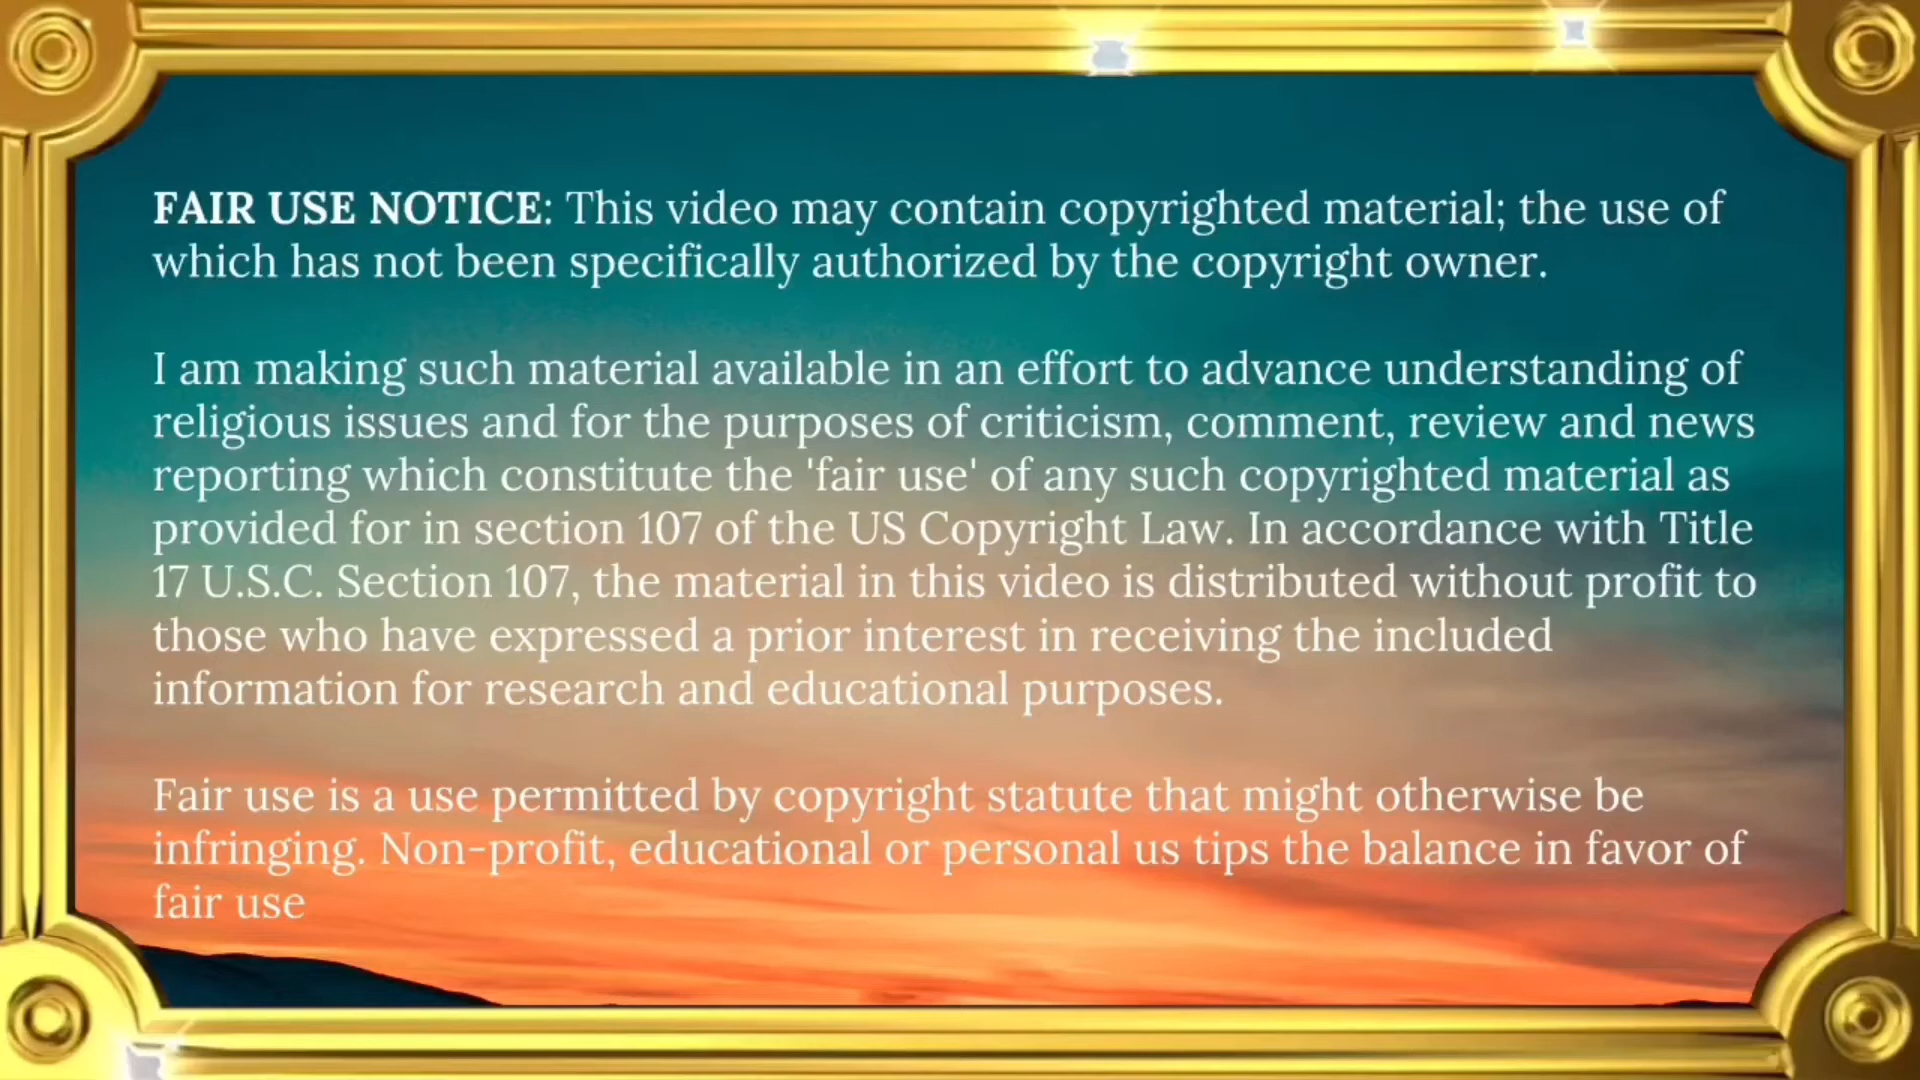 FAIR USE NOTICE: This video may contain copyrighted material; the use of
which has not been specifically authorized by the copyright owner.
I am making such material available in an effort to advance understanding of
religious issues and for the purposes of criticism, comment, review and news
reporting which constitute the 'fair use' of any such copyrighted material as
provided for in section 107 of the US Copyright Law. In accordance with Title
17 U.S.C. Section 107, the material in this video is distributed without profit to
those who have expressed a prior interest in receiving the included
information for research and educational purposes.
Fair use is a use permitted by copyright statute that might otherwise be
infringing. Non-profit, educational or personal us tips the balance in favor of
fair use